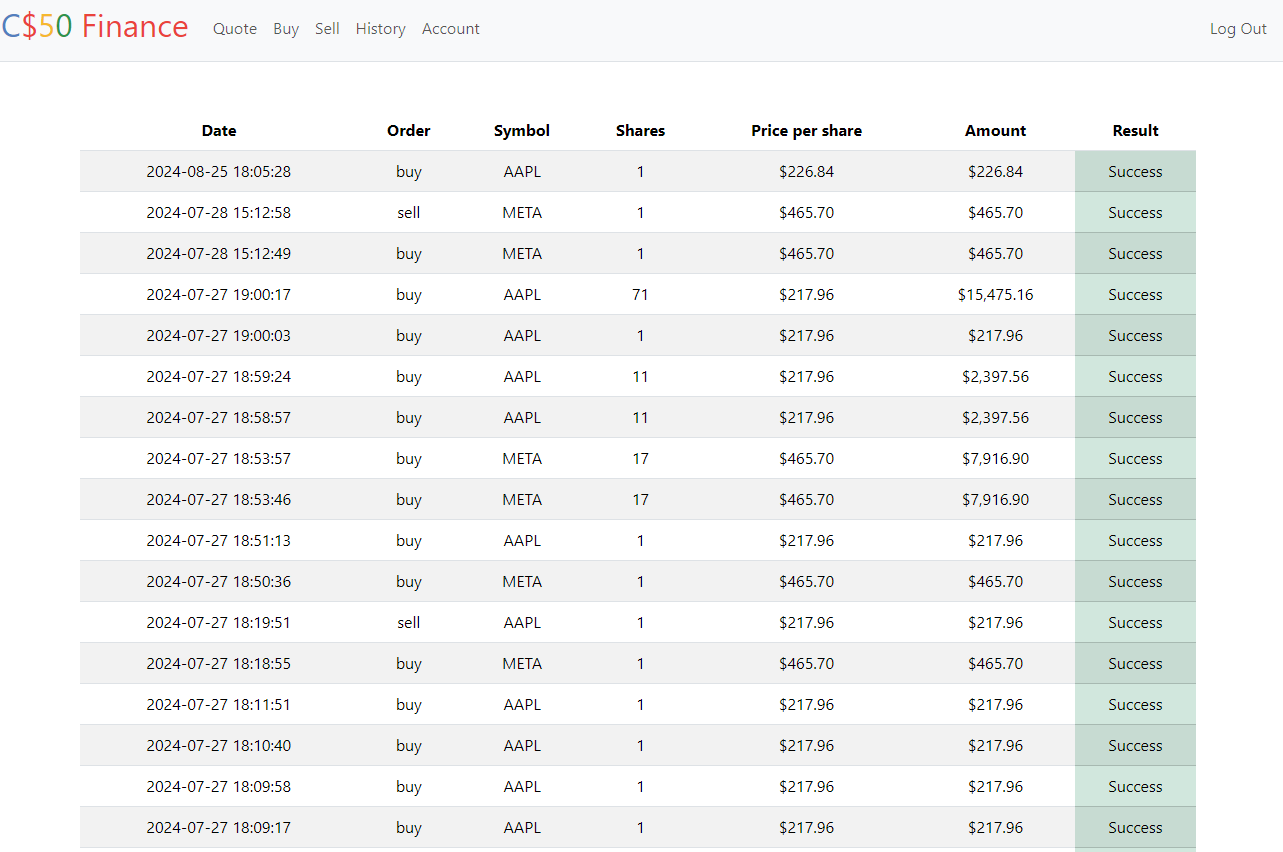 C$50 Finance Quote Buy Sell History Account Log Out
Date Order Symbol Shares Price per share Amount Result
2024-08-25 18:05:28 buy AAPL 1 $226.84 $226.84 Success
2024-07-28 15:12:58 sell META 1 $465.70 $465.70 Success
2024-07-28 15:12:49 buy META 1 $465.70 $465.70 Success
2024-07-27 19:00:17 buy AAPL 71 $217.96 $15,475.16 Success
2024-07-27 19:00:03 buy AAPL 1 $217.96 $217.96 Success
2024-07-27 18:59:24 buy AAPL 11 $217.96 $2,397.56 Success
2024-07-27 18:58:57 buy AAPL 11 $217.96 $2,397.56 Success
2024-07-27 18:53:57 buy META 17 $465.70 $7,916.90 Success
2024-07-27 18:53:46 buy META 17 $465.70 $7,916.90 Success
2024-07-27 18:51:13 buy AAPL 1 $217.96 $217.96 Success
2024-07-27 18:50:36 buy META 1 $465.70 $465.70 Success
2024-07-27 18:19:51 sell AAPL 1 $217.96 $217.96 Success
2024-07-27 18:18:55 buy META 1 $465.70 $465.70 Success
2024-07-27 18:11:51 buy AAPL 1 $217.96 $217.96 Success
2024-07-27 18:10:40 buy AAPL 1 $217.96 $217.96 Success
2024-07-27 18:09:58 buy AAPL 1 $217.96 $217.96 Success
2024-07-27 18:09:17 buy AAPL 1 $217.96 $217.96 Success